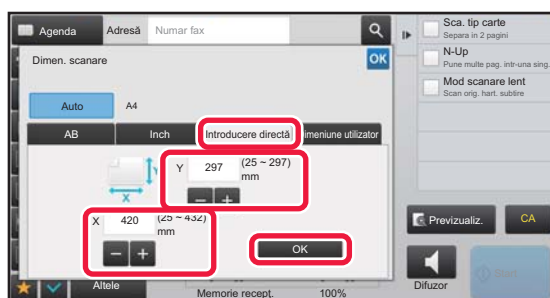 Agenda
Adresă
Numar fax
Sca. tip carte
Separa in 2 pagini
N-Up
Pune multe pag. intr-una sing.
Mod scanare lent
Scan orig. hart. subtire
Dimen. scanare
OK
Auto
A4
AB
Inch
Introducere directă
imeniune utilizator
Y
X
Y 297 (25 ~ 297)
mm
X 420 (25 ~ 432)
mm
OK
Previzualiz.
CA
Altele
Memorie recept. 100%
Difuzor
Start